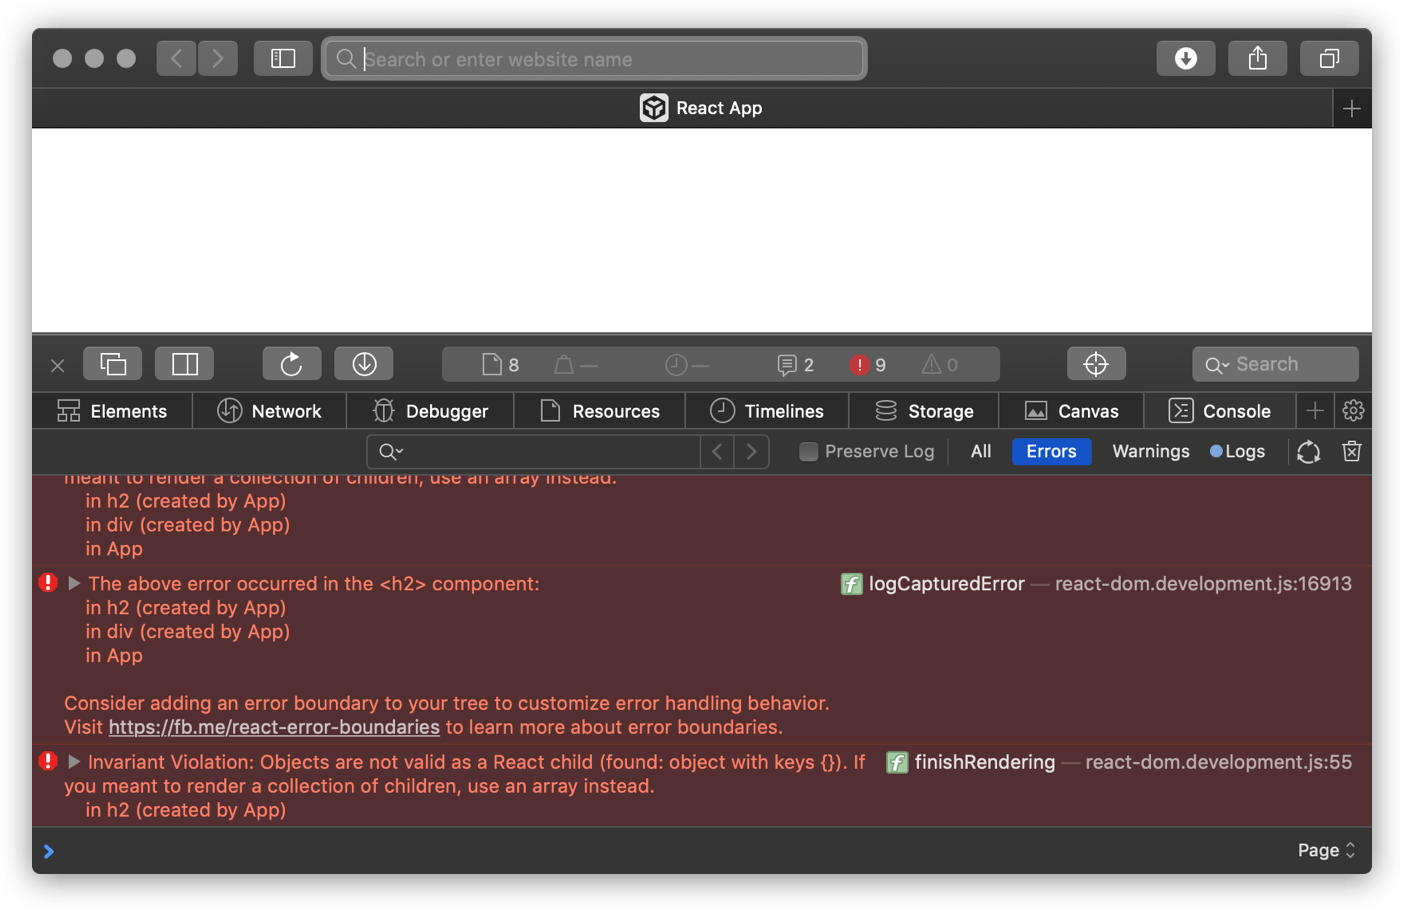 Search or enter website name
React App
8
2
9
0
Search
Elements
Network
Debugger
Resources
Timelines
Storage
Canvas
Console
Preserve Log
All
Errors
Warnings
Logs
meant to render a collection of children, use an array instead.
in h2 (created by App)
in div (created by App)
in App
The above error occurred in the <h2> component:
logCapturedError — react-dom.development.js:16913
in h2 (created by App)
in div (created by App)
in App
Consider adding an error boundary to your tree to customize error handling behavior.
Visit https://fb.me/react-error-boundaries to learn more about error boundaries.
Invariant Violation: Objects are not valid as a React child (found: object with keys {}). If
finishRendering — react-dom.development.js:55
you meant to render a collection of children, use an array instead.
in h2 (created by App)
Page